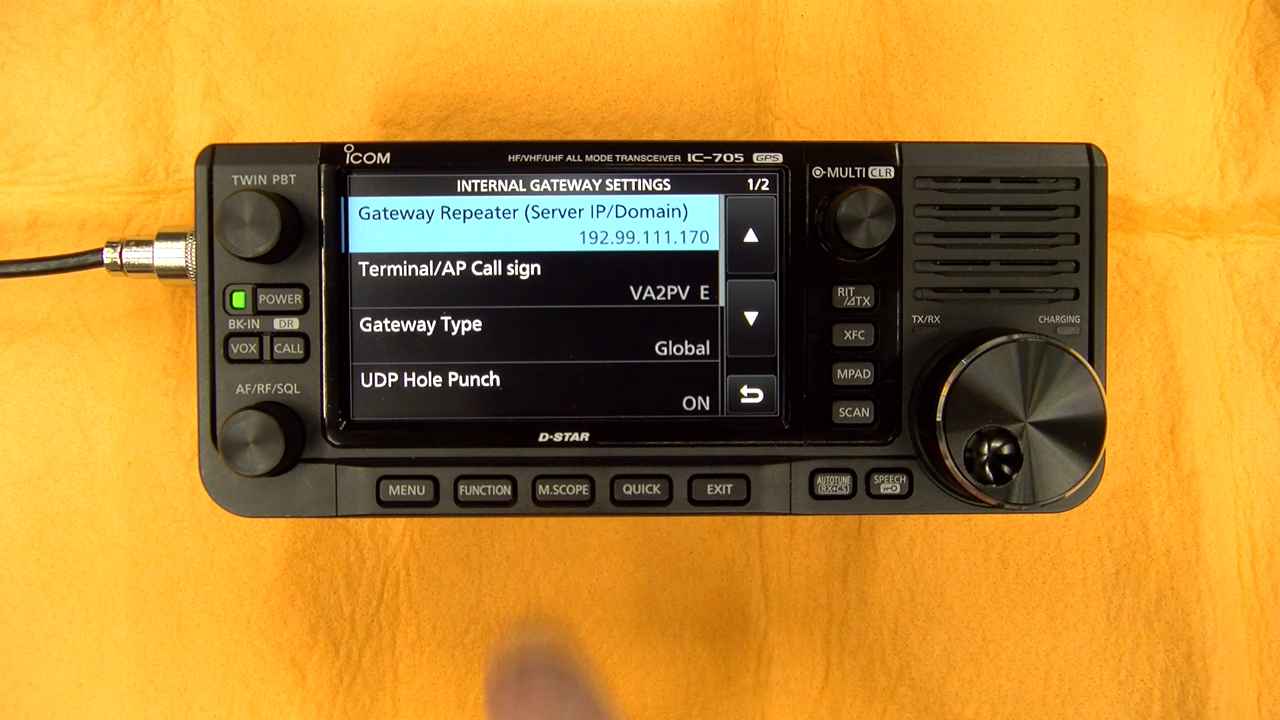 ICOM
HF/VHF/UHF ALL MODE TRANSCEIVER IC-705 GPS
TWIN PBT
MULTI CLR
INTERNAL GATEWAY SETTINGS 1/2
Gateway Repeater (Server IP/Domain)
192.99.111.170
Terminal/AP Call sign
VA2PV E
Gateway Type
Global
UDP Hole Punch
ON
POWER
BK-IN DR
VOX CALL
AF/RF/SQL
RIT
/⊿TX
XFC
MPAD
SCAN
TX/RX
CHARGING
D-STAR
MENU FUNCTION M.SCOPE QUICK EXIT
AUTOTUNE
RX→CS
SPEECH